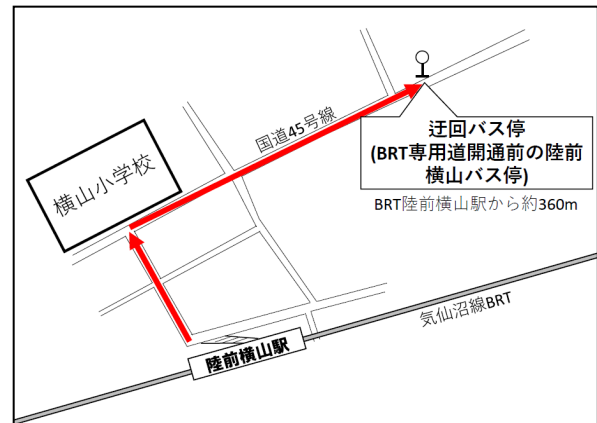 国道45号線
横山小学校
迂回バス停
(BRT専用道開通前の陸前
横山バス停)
BRT陸前横山駅から約360m
気仙沼線BRT
陸前横山駅